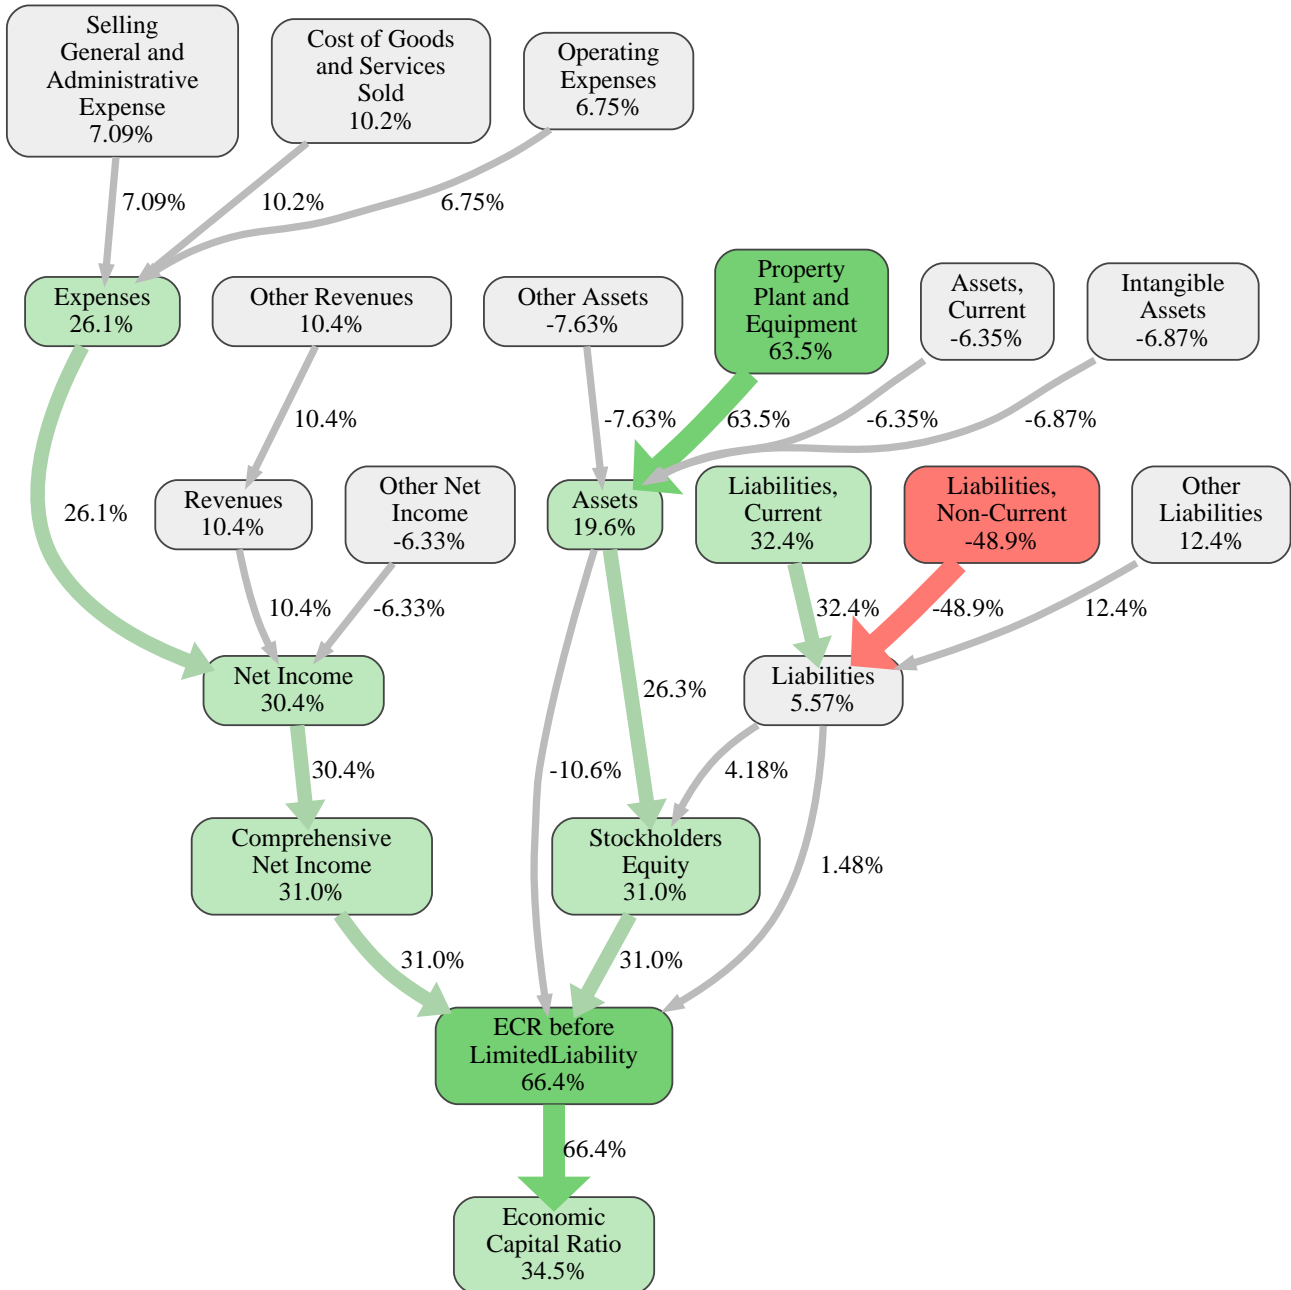 Selling
General and
Administrative
Expense
7.09%
Cost of Goods
and Services
Sold
10.2%
Operating
Expenses
6.75%
7.09%
10.2%
6.75%
Expenses
26.1%
Other Revenues
10.4%
Other Assets
-7.63%
Property
Plant and
Equipment
63.5%
Assets,
Current
-6.35%
Intangible
Assets
-6.87%
10.4%
-7.63%
63.5%
-6.35%
-6.87%
26.1%
Revenues
10.4%
Other Net
Income
-6.33%
Assets
19.6%
Liabilities,
Current
32.4%
Liabilities,
Non-Current
-48.9%
Other
Liabilities
12.4%
10.4%
-6.33%
32.4%
-48.9%
12.4%
Net Income
30.4%
26.3%
Liabilities
5.57%
30.4%
-10.6%
4.18%
Comprehensive
Net Income
31.0%
Stockholders
Equity
31.0%
1.48%
31.0%
31.0%
ECR before
LimitedLiability
66.4%
66.4%
Economic
Capital Ratio
34.5%